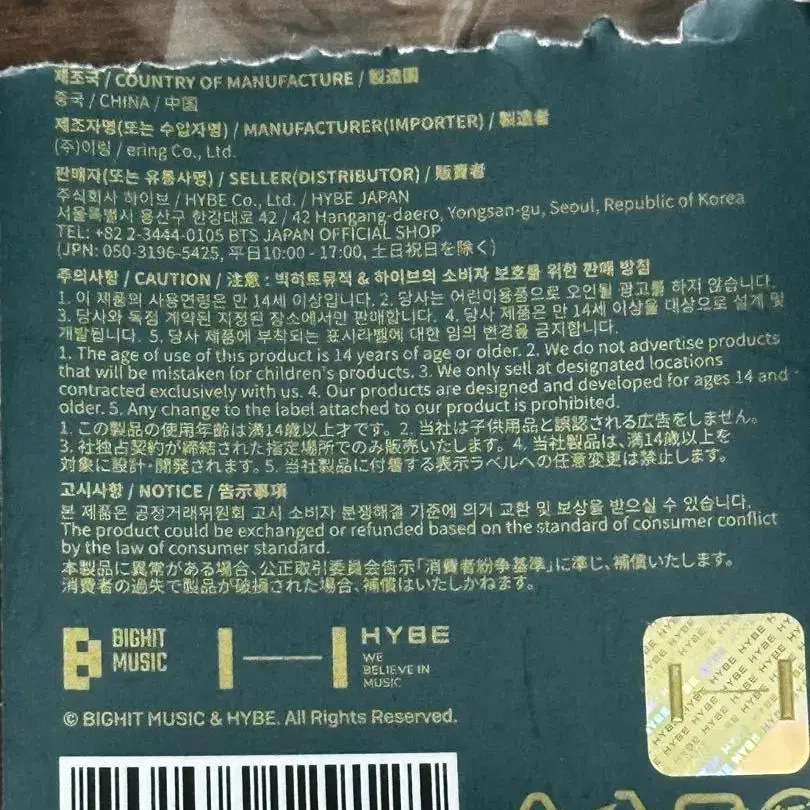 제조국 / COUNTRY OF MANUFACTURE / 製造国
중국 / CHINA / 中国
제조자명(또는 수입자명) / MANUFACTURER(IMPORTER) / 製造者
(주)이링 / ering Co., Ltd.
판매자(또는 유통사명) / SELLER(DISTRIBUTOR) / 販賣者
주식회사 하이브 / HYBE Co., Ltd. / HYBE JAPAN
서울특별시 용산구 한강대로 42 / 42 Hangang-daero, Yongsan-gu, Seoul, Republic of Korea
TEL: +82 2-3444-0105 BTS JAPAN OFFICIAL SHOP
(JPN: 050-3196-5425, 平日10:00 - 17:00, 土日祝日を除く)
주의사항 / CAUTION / 注意 : 빅히트뮤직 & 하이브의 소비자 보호를 위한 판매 방침
1. 이 제품의 사용연령은 만 14세 이상입니다. 2. 당사는 어린이용품으로 오인될 광고를 하지 않습니다.
3. 당사와 독점 계약된 지정된 장소에서만 판매합니다. 4. 당사 제품은 만 14세 이상을 대상으로 설계 및
개발됩니다. 5. 당사 제품에 부착되는 표시라벨에 대한 임의 변경을 금지합니다.
1. The age of use of this product is 14 years of age or older. 2. We do not advertise products
that will be mistaken for children's products. 3. We only sell at designated locations
contracted exclusively with us. 4. Our products are designed and developed for ages 14 and
older. 5. Any change to the label attached to our product is prohibited.
1. この製品の使用年齢は満14歳以上才です。2. 当社は子供用品と誤認される広告をしません。
3. 社独占契約が締結された指定場所でのみ販売いたします。4. 当社製品は、満14歳以上を
対象に設計·開発されます。5. 当社製品に付着する表示ラベルへの任意変更は禁止します。
고시사항 / NOTICE / 告示事項
본 제품은 공정거래위원회 고시 소비자 분쟁해결 기준에 의거 교환 및 보상을 받으실 수 있습니다.
The product could be exchanged or refunded based on the standard of consumer conflict
by the law of consumer standard.
本製品に異常がある場合、公正取引委員会告示「消費者紛争基準」に準じ、補償いたします。
消費者の過失で製品が破損された場合、補償はいたしかねます。
BIGHIT
MUSIC
HYBE
WE
BELIEVE IN
MUSIC
© BIGHIT MUSIC & HYBE. All Rights Reserved.
HYBE HYBE HYBE HYBE